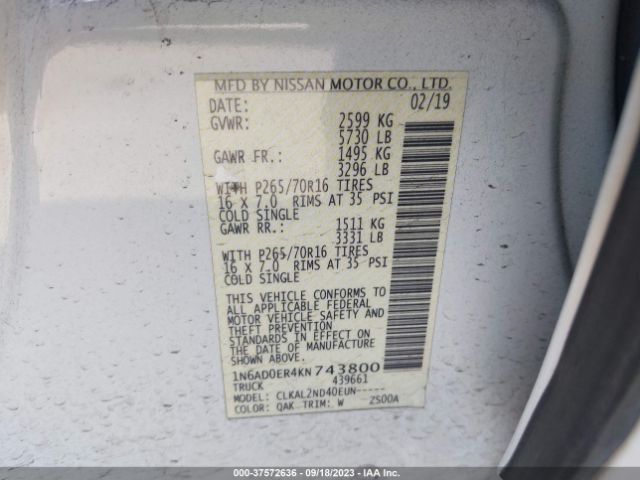 MFD BY NISSAN MOTOR CO., LTD.
DATE: 02/19
GVWR: 2599 KG
5730 LB
GAWR FR.: 1495 KG
3296 LB
WITH P265/70R16 TIRES
16 X 7.0 RIMS AT 35 PSI
COLD SINGLE
GAWR RR.: 1511 KG
3331 LB
WITH P265/70R16 TIRES
16 X 7.0 RIMS AT 35 PSI
COLD SINGLE
THIS VEHICLE CONFORMS TO
ALL APPLICABLE FEDERAL
MOTOR VEHICLE SAFETY AND
THEFT PREVENTION
STANDARDS IN EFFECT ON
THE DATE OF MANUFACTURE
SHOWN ABOVE.
1N6AD0ER4KN743800
TRUCK 439661
MODEL: CLKAL2ND40EUN-----
COLOR: QAK TRIM: W ZS00A
000-37572636 - 09/18/2023 - IAAI.COM